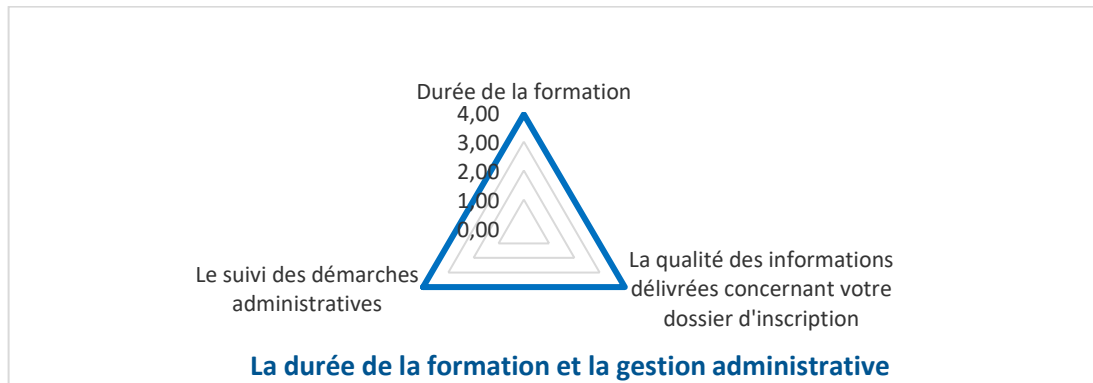 Durée de la formation
4,00
3,00
2,00
1,00
0,00
Le suivi des démarches
administratives
La qualité des informations
délivrées concernant votre
dossier d'inscription
La durée de la formation et la gestion administrative